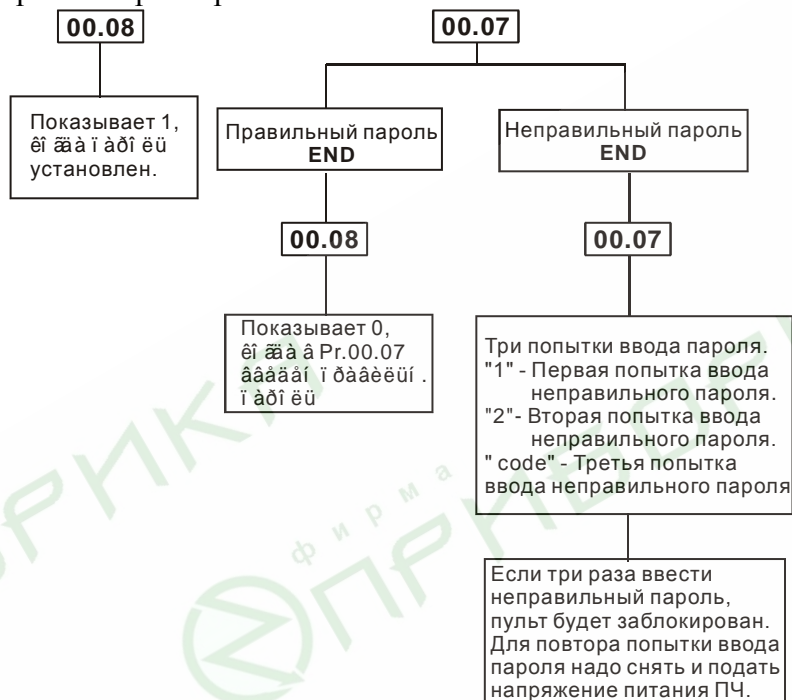 00.08
00.07
Показывает 1,
êî ãäà ï àðî ëü
установлен.
Правильный пароль
END
Неправильный пароль
END
00.08
00.07
Показывает 0,
êî ãäà â Pr.00.07
ââåäåí ï ðàâèëüí .
ï àðî ëü
Три попытки ввода пароля.
"1" - Первая попытка ввода
неправильного пароля.
"2"- Вторая попытка ввода
неправильного пароля.
" code" - Третья попытка
ввода неправильного пароля
Если три раза ввести
неправильный пароль,
пульт будет заблокирован.
Для повтора попытки ввода
пароля надо снять и подать
напряжение питания ПЧ.
фирма